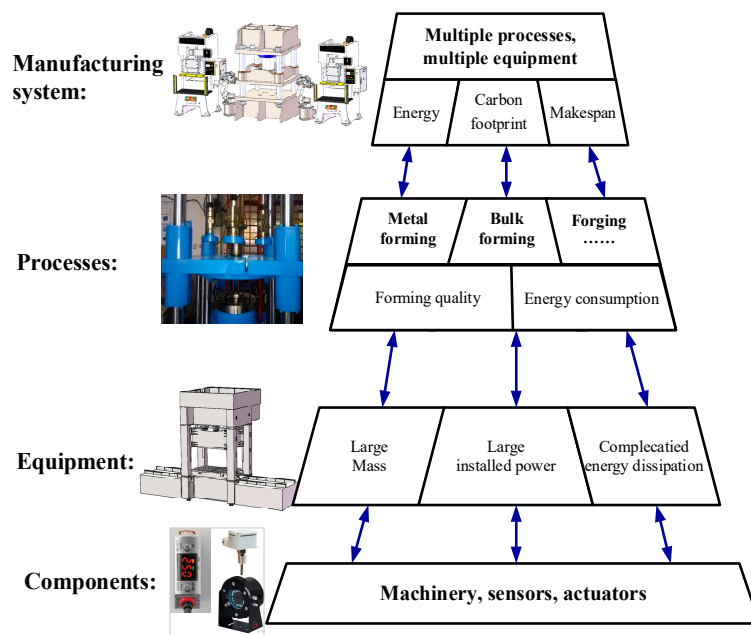 Manufacturing
system:
Multiple processes,
multiple equipment
Energy
Carbon
footprint
Makespan
Processes:
Metal
forming
Bulk
forming
Forging
……
Forming quality
Energy consumption
Equipment:
Large
Mass
Large
installed power
Complecatied
energy dissipation
Components:
Machinery, sensors, actuators